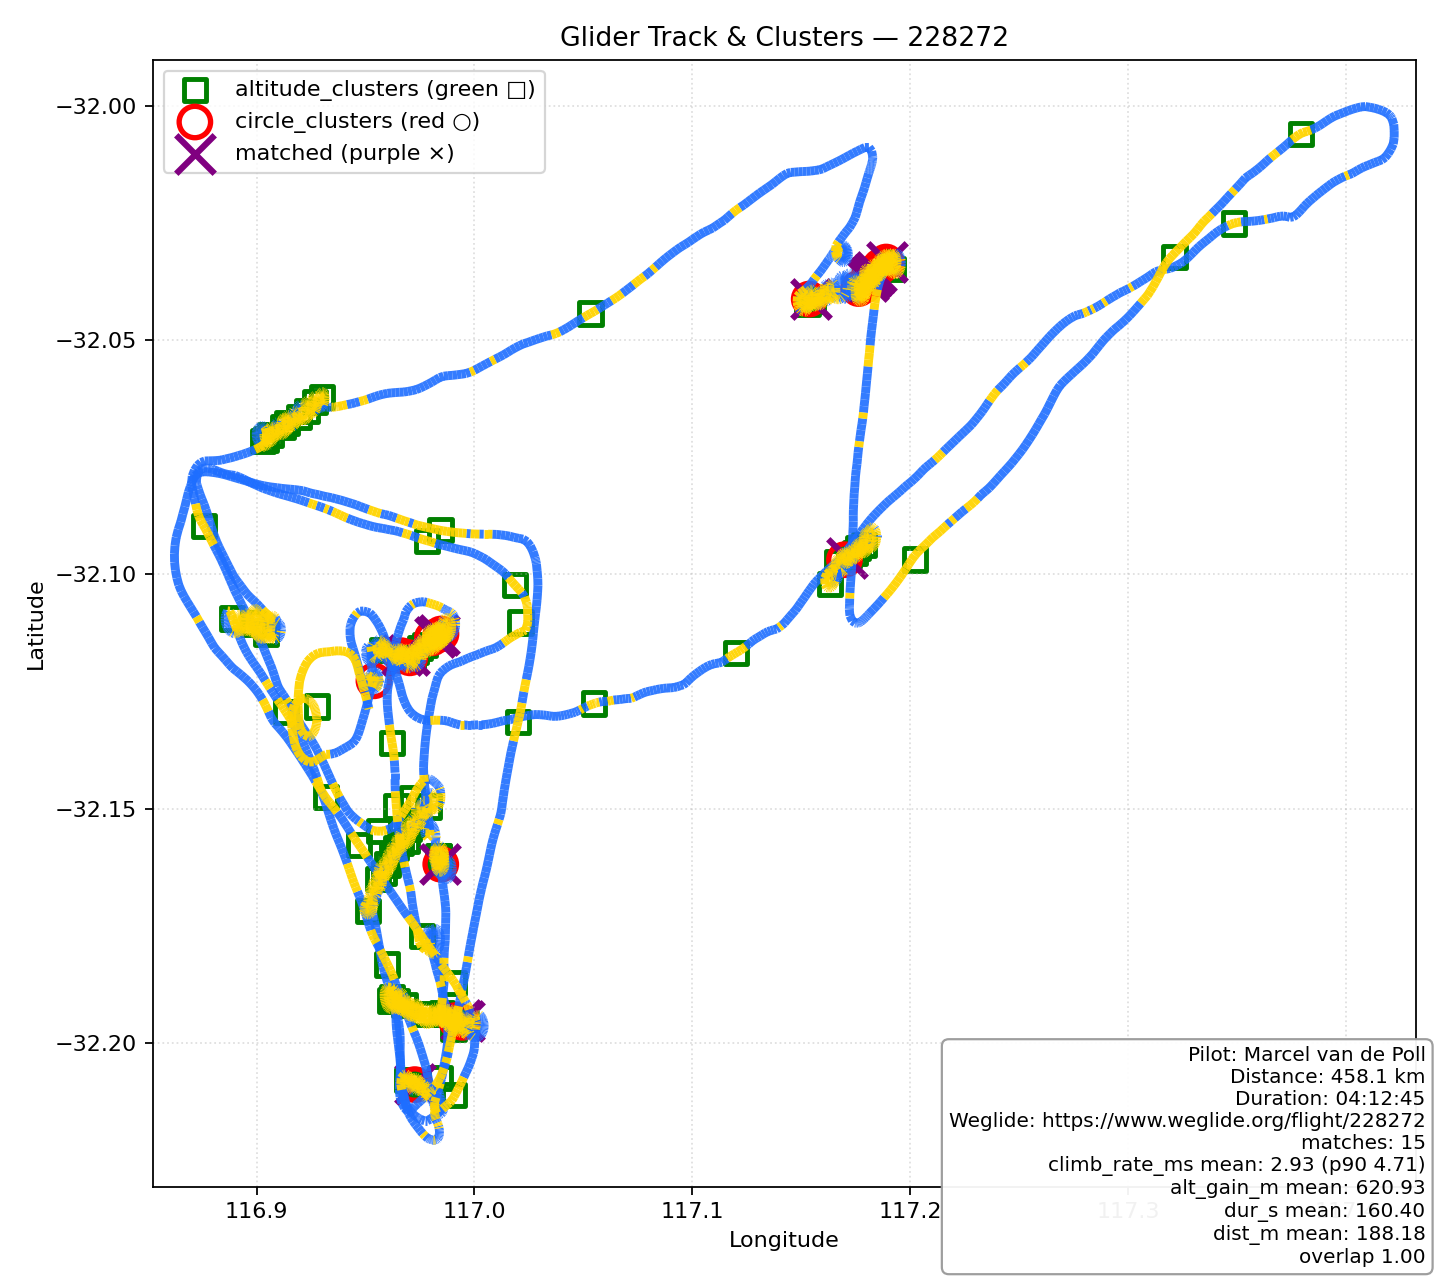 Glider Track & Clusters — 228272
altitude_clusters (green □)
circle_clusters (red ○)
matched (purple ×)
−32.00
−32.05
−32.10
−32.15
−32.20
Latitude
116.9
117.0
117.1
117.2
117.3
Longitude
Pilot: Marcel van de Poll
Distance: 458.1 km
Duration: 04:12:45
Weglide: https://www.weglide.org/flight/228272
matches: 15
climb_rate_ms mean: 2.93 (p90 4.71)
alt_gain_m mean: 620.93
dur_s mean: 160.40
dist_m mean: 188.18
overlap 1.00